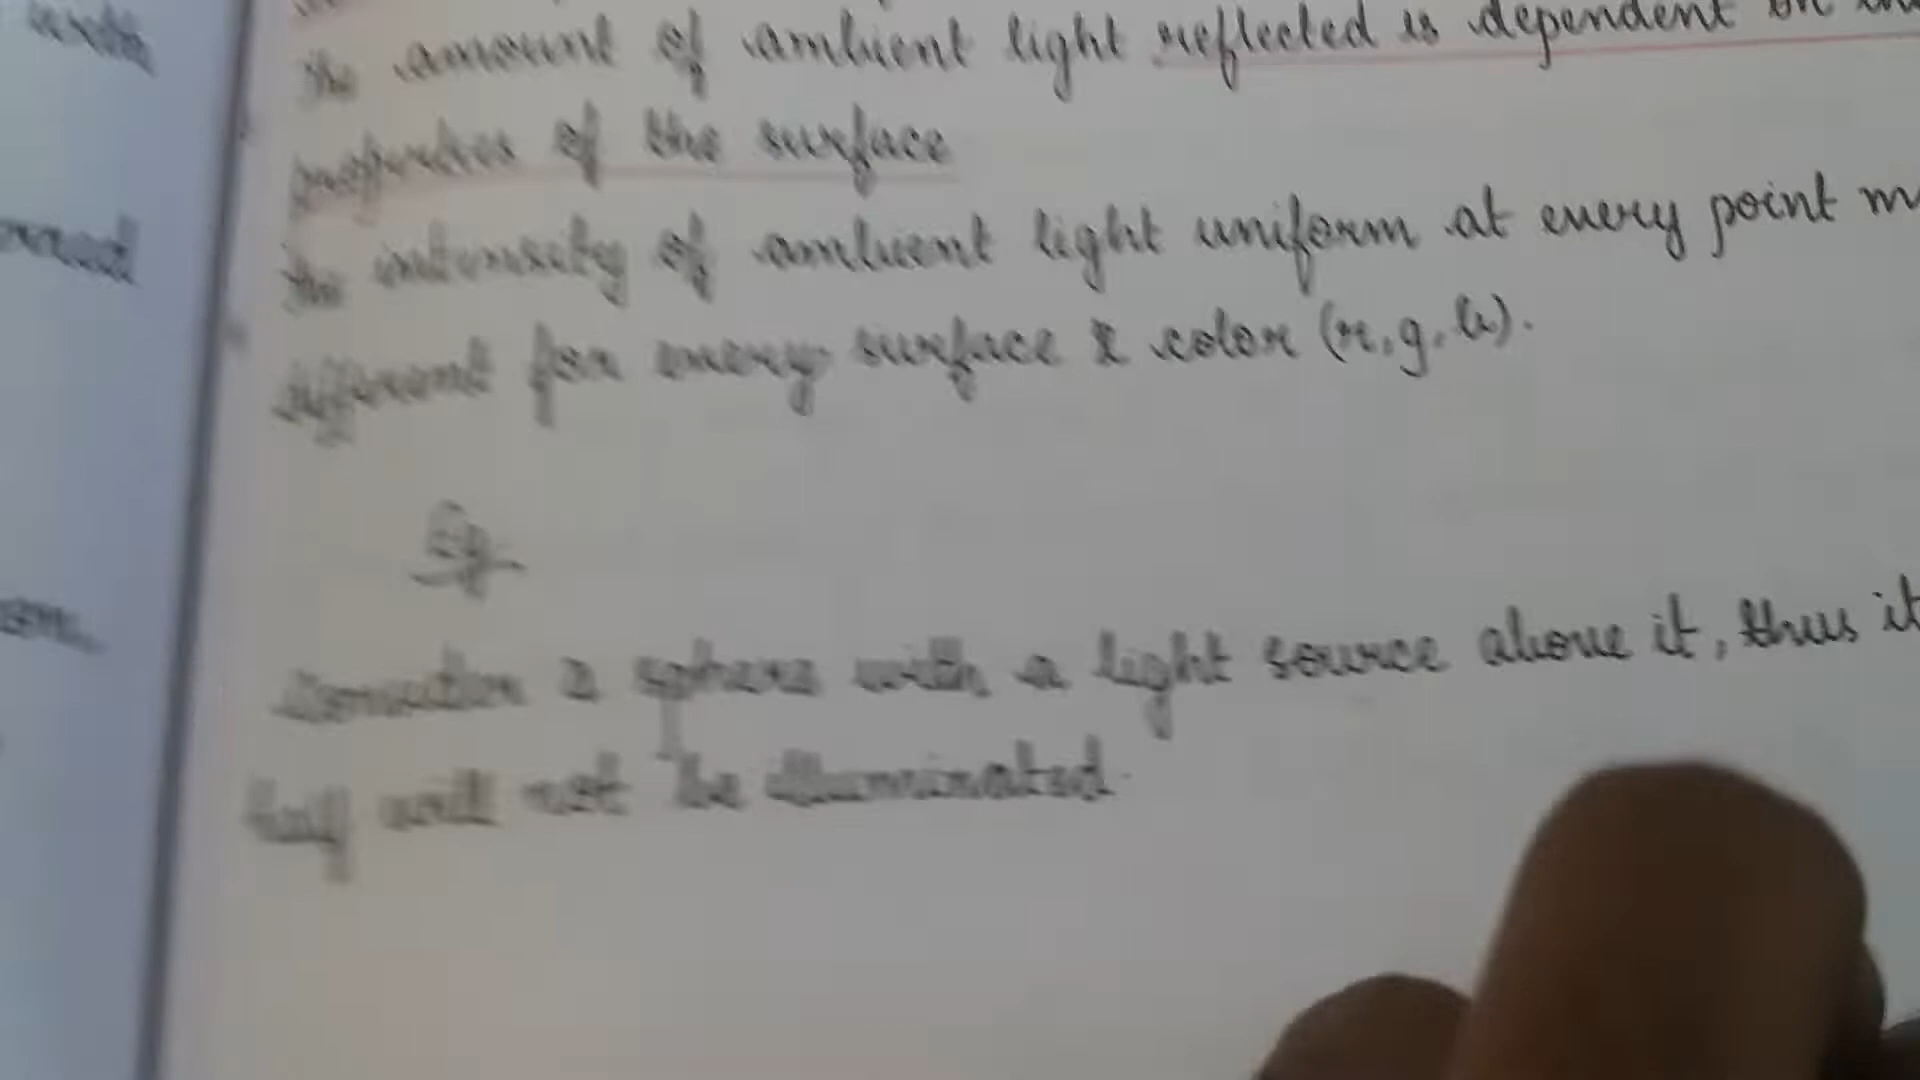 the amount of ambient light reflected is dependent on the
properties of the surface
the intensity of ambient light uniform at every point
different for every surface & color (r,g,b).
Eg.
consider a sphere with a light source above it, thus it
half will not be illuminated.